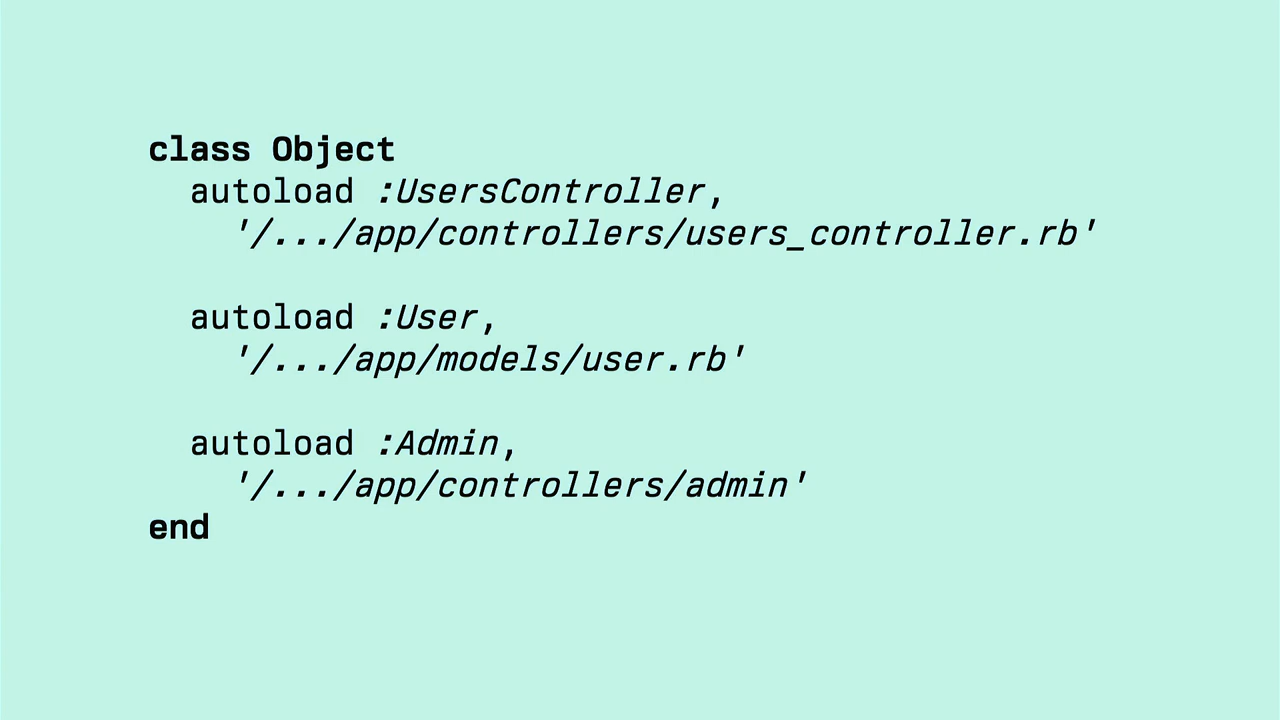 class Object
autoload :UsersController,
'/.../app/controllers/users_controller.rb'
autoload :User,
'/.../app/models/user.rb'
autoload :Admin,
'/.../app/controllers/admin'
end